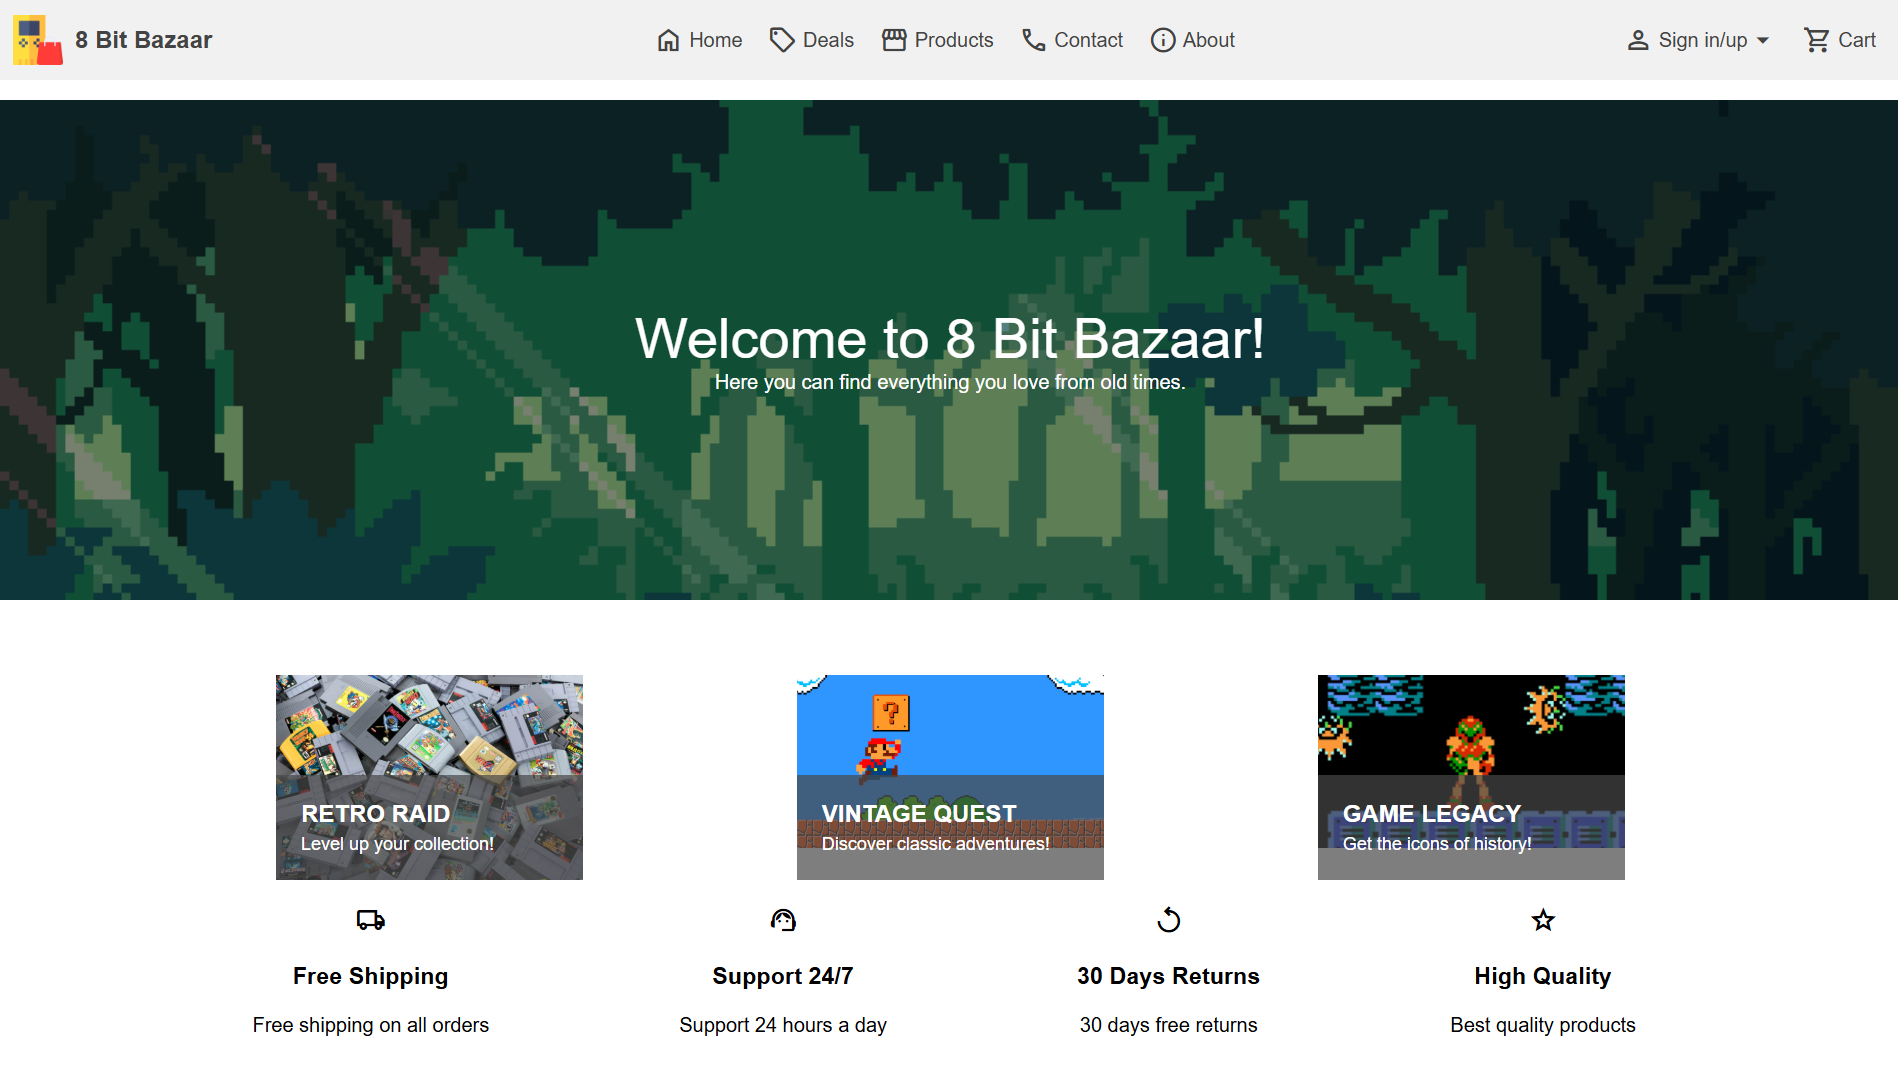 8 Bit Bazaar
Home
Deals
Products
Contact
About
Sign in/up
Cart
Welcome to 8 Bit Bazaar!
Here you can find everything you love from old times.
RETRO RAID
Level up your collection!
?
VINTAGE QUEST
Discover classic adventures!
GAME LEGACY
Get the icons of history!
Free Shipping
Free shipping on all orders
Support 24/7
Support 24 hours a day
30 Days Returns
30 days free returns
High Quality
Best quality products